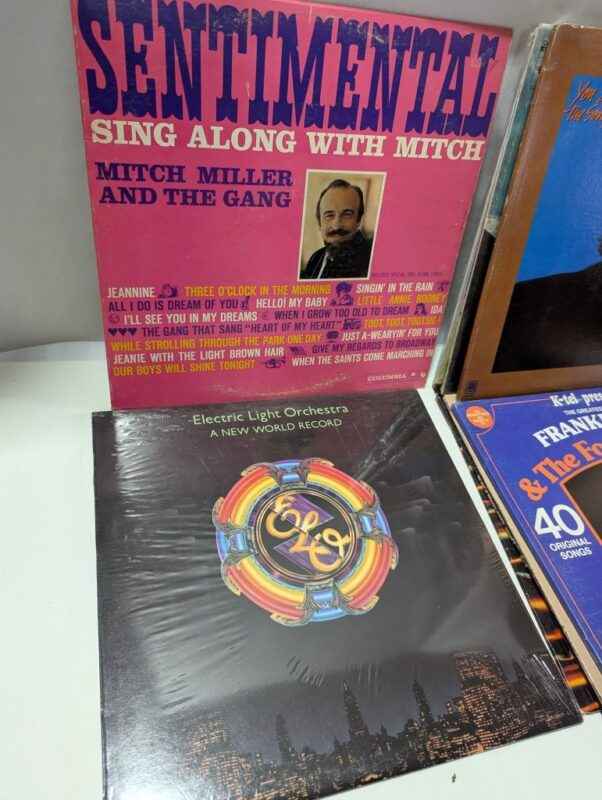 SENTIMENTAL
SING ALONG WITH MITCH
MITCH MILLER
AND THE GANG
JEANNINE THREE O'CLOCK IN THE MORNING SINGIN' IN THE RAIN
ALL I DO IS DREAM OF YOU HELLO! MY BABY LITTLE ANNIE ROONEY
I'LL SEE YOU IN MY DREAMS WHEN I GROW TOO OLD TO DREAM IDA
THE GANG THAT SANG "HEART OF MY HEART" TOOT, TOOT, TOOTSIE!
WHILE STROLLING THROUGH THE PARK ONE DAY JUST A-WEARYIN' FOR YOU
JEANIE WITH THE LIGHT BROWN HAIR GIVE MY REGARDS TO BROADWAY
OUR BOYS WILL SHINE TONIGHT WHEN THE SAINTS COME MARCHING IN
COLUMBIA
Electric Light Orchestra
A NEW WORLD RECORD
ELO
K-tel pres
THE GREATES
FRANKI
& The Fo
40
ORIGINAL
SONGS